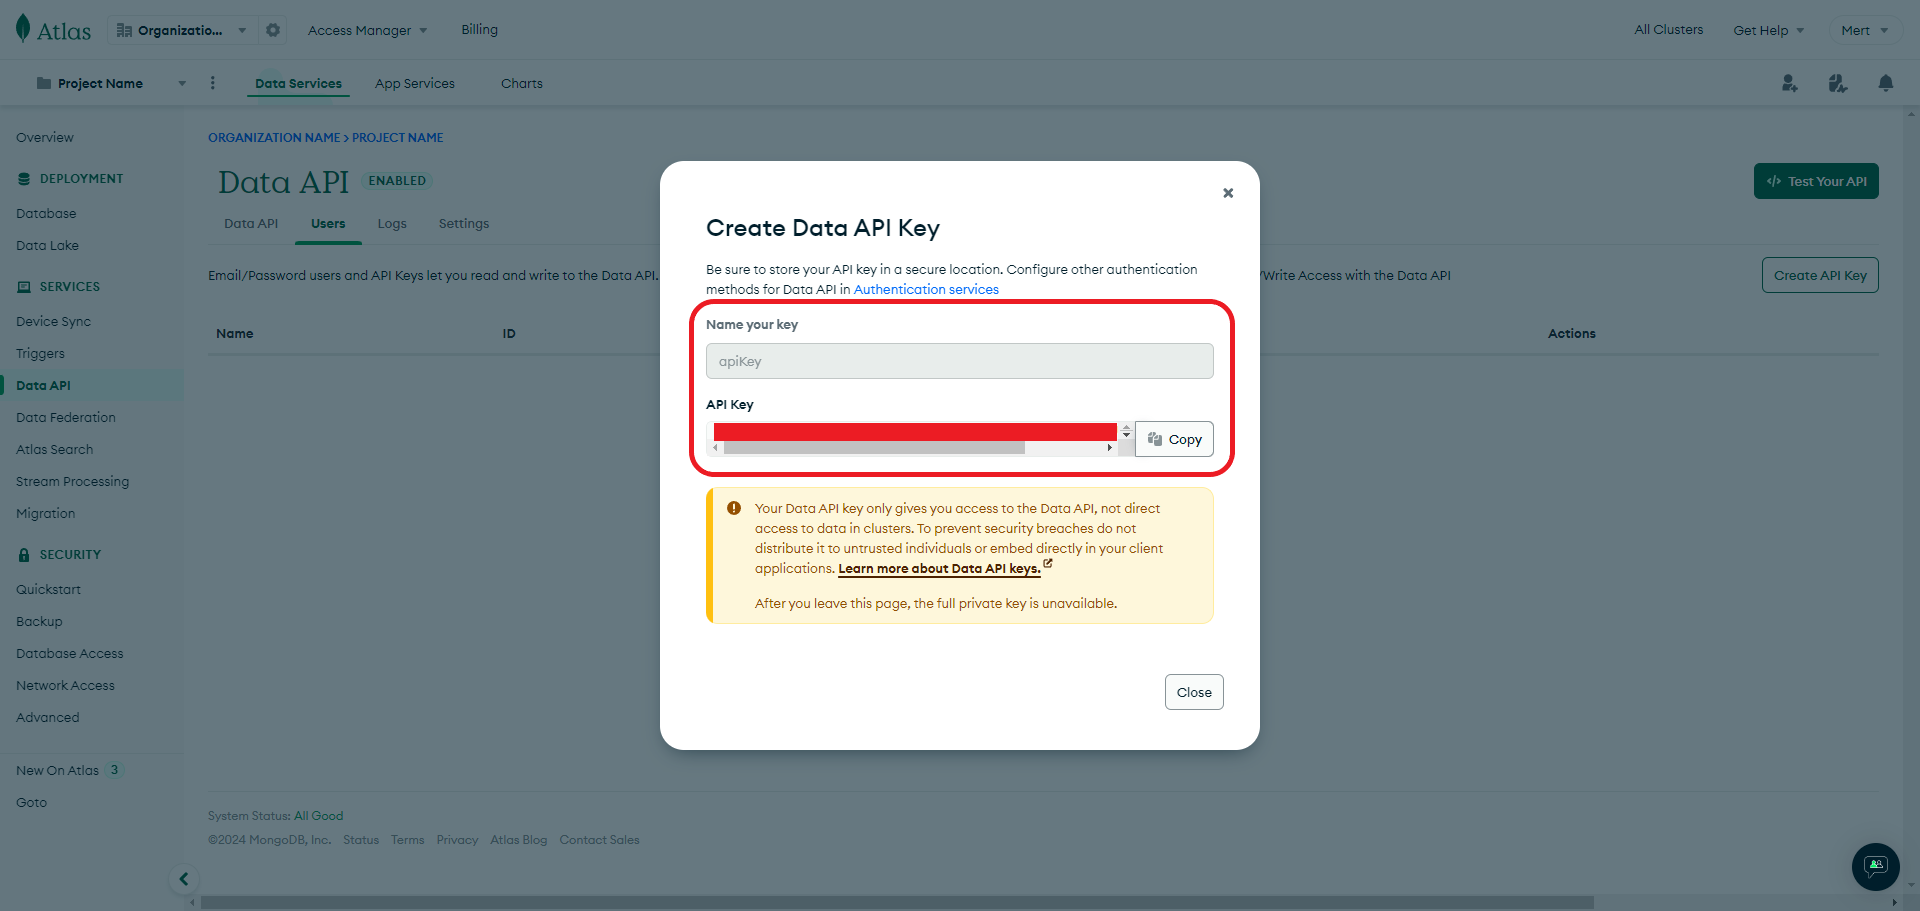 Atlas
Organizatio...
Access Manager
Billing
All Clusters
Get Help
Mert
Project Name
Data Services
App Services
Charts
Overview
DEPLOYMENT
Database
Data Lake
SERVICES
Device Sync
Triggers
Data API
Data Federation
Atlas Search
Stream Processing
Migration
SECURITY
Quickstart
Backup
Database Access
Network Access
Advanced
New On Atlas 3
Goto
ORGANIZATION NAME > PROJECT NAME
Data API ENABLED
</> Test Your API
Data API Users Logs Settings
Email/Password users and API Keys let you read and write to the Data API.
/Write Access with the Data API
Create API Key
Name ID Actions
Create Data API Key
Be sure to store your API key in a secure location. Configure other authentication
methods for Data API in Authentication services
Name your key
apiKey
API Key
Copy
Your Data API key only gives you access to the Data API, not direct
access to data in clusters. To prevent security breaches do not
distribute it to untrusted individuals or embed directly in your client
applications. Learn more about Data API keys.
After you leave this page, the full private key is unavailable.
Close
System Status: All Good
©2024 MongoDB, Inc. Status Terms Privacy Atlas Blog Contact Sales